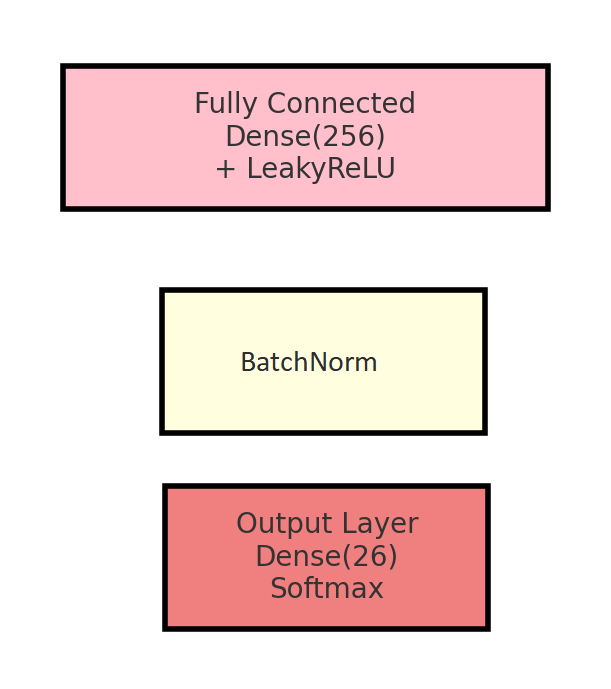 Fully Connected
Dense(256)
+ LeakyReLU
BatchNorm
Output Layer
Dense(26)
Softmax